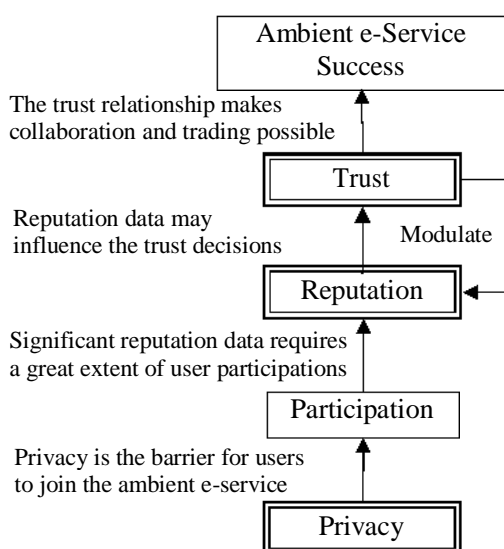 Ambient e-Service
Success
The trust relationship makes
collaboration and trading possible
Trust
Reputation data may
influence the trust decisions
Modulate
Reputation
Significant reputation data requires
a great extent of user participations
Participation
Privacy is the barrier for users
to join the ambient e-service
Privacy